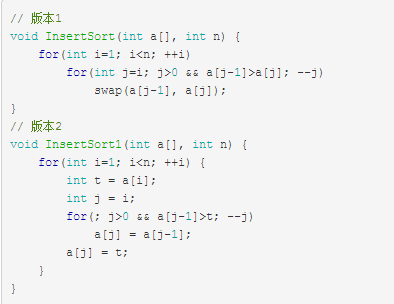 // 版本1
void InsertSort(int a[], int n) {
    for(int i=1; i<n; ++i)
        for(int j=i; j>0 && a[j-1]>a[j]; --j)
            swap(a[j-1], a[j]);
}
// 版本2
void InsertSort1(int a[], int n) {
    for(int i=1; i<n; ++i) {
        int t = a[i];
        int j = i;
        for(; j>0 && a[j-1]>t; --j)
            a[j] = a[j-1];
        a[j] = t;
    }
}